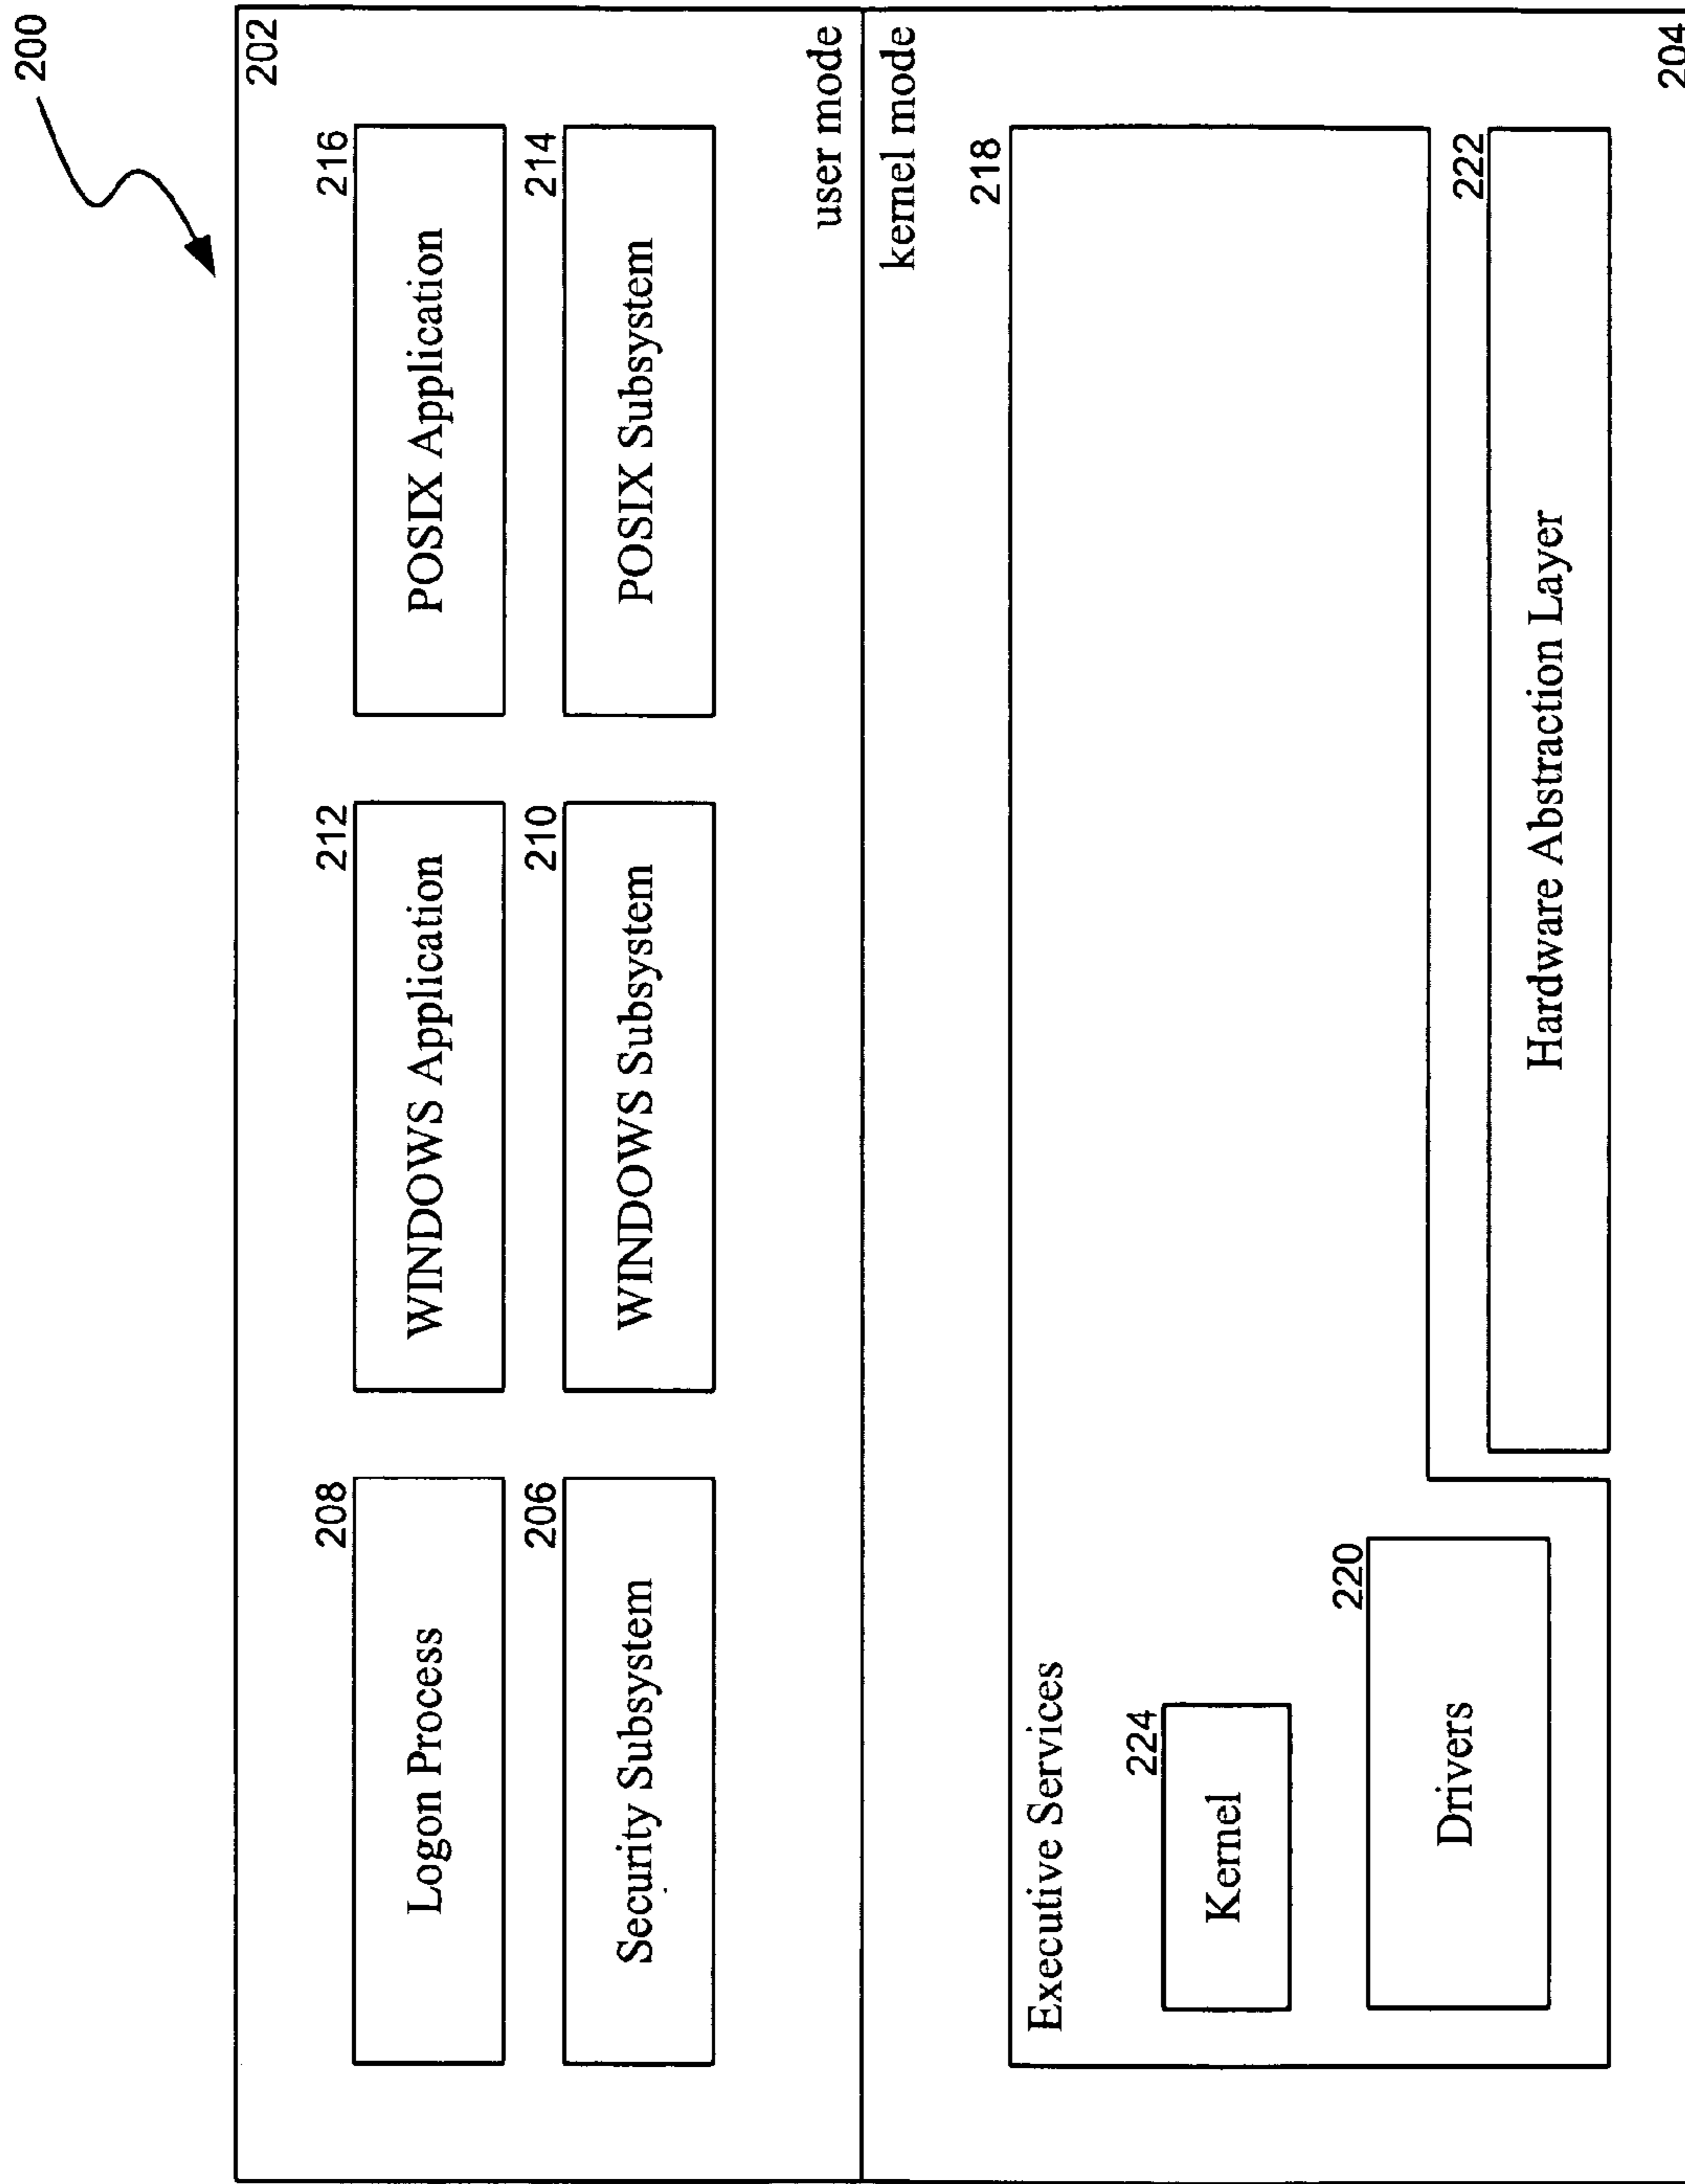 200
202
208
Logon Process
212
WINDOWS Application
216
POSIX Application
206
Security Subsystem
210
WINDOWS Subsystem
214
POSIX Subsystem
user mode
kernel mode
218
Executive Services
224
Kernel
220
Drivers
222
Hardware Abstraction Layer
204